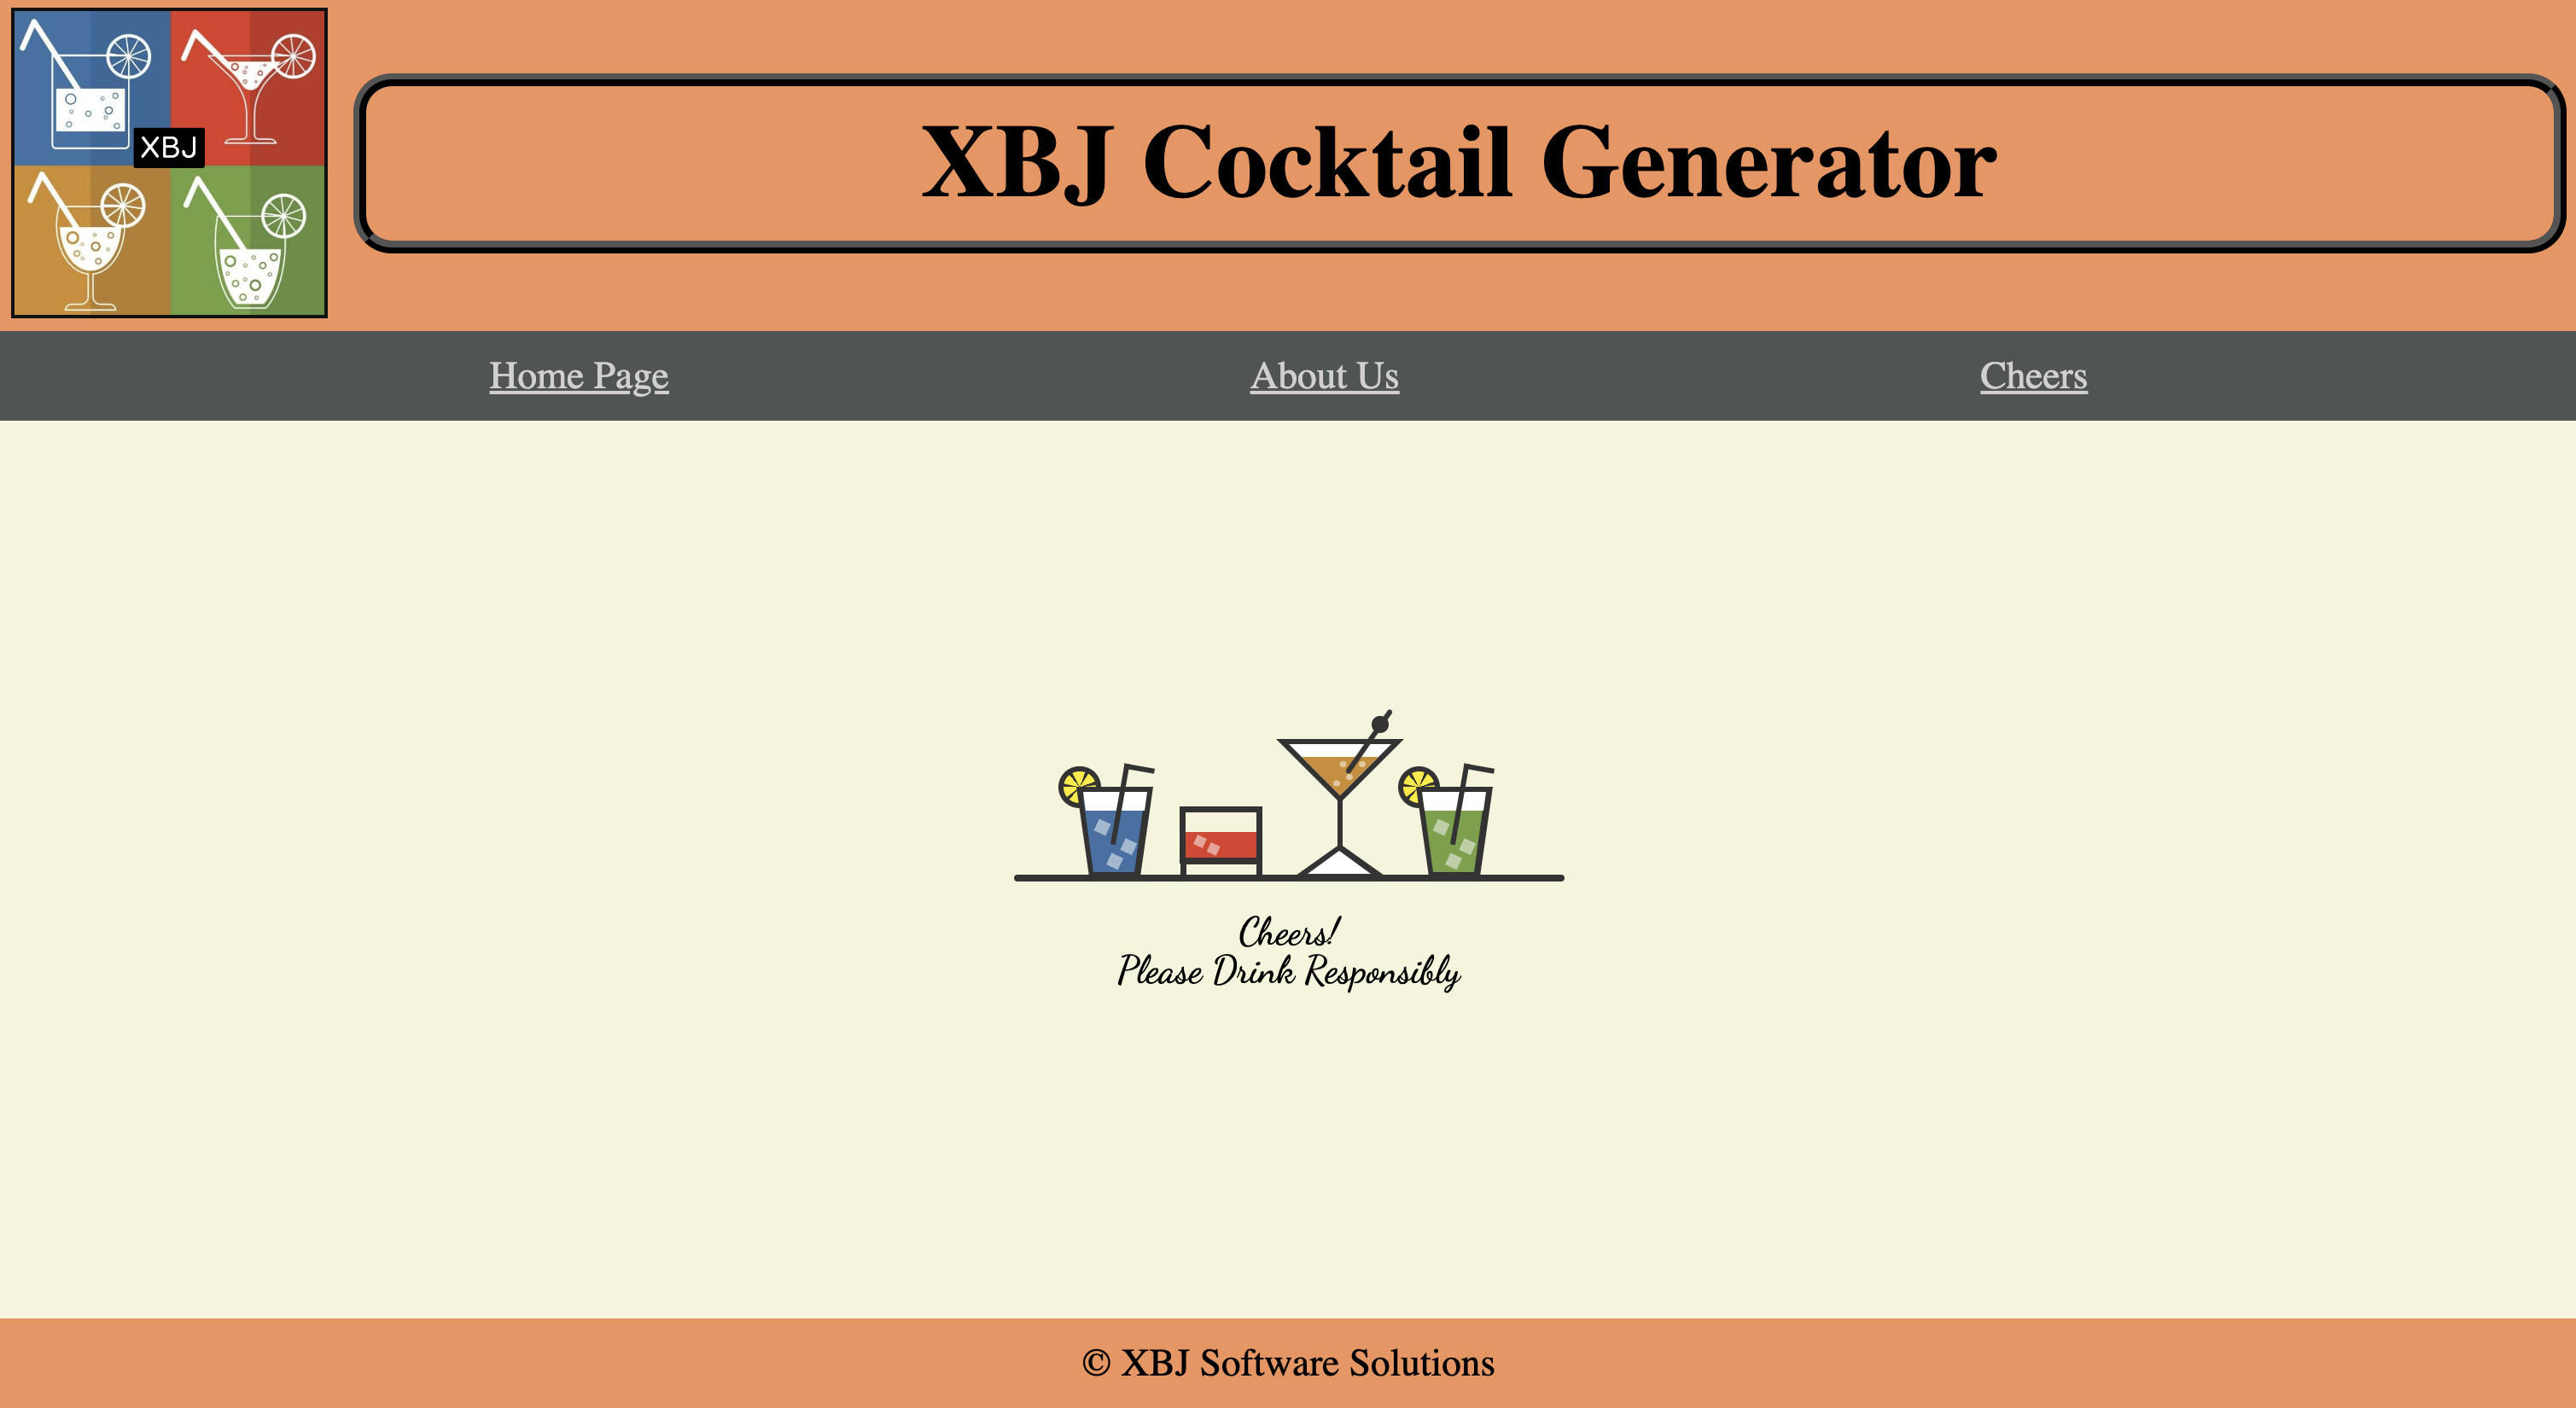 XBJ
XBJ Cocktail Generator
Home Page
About Us
Cheers
Cheers!
Please Drink Responsibly
© XBJ Software Solutions